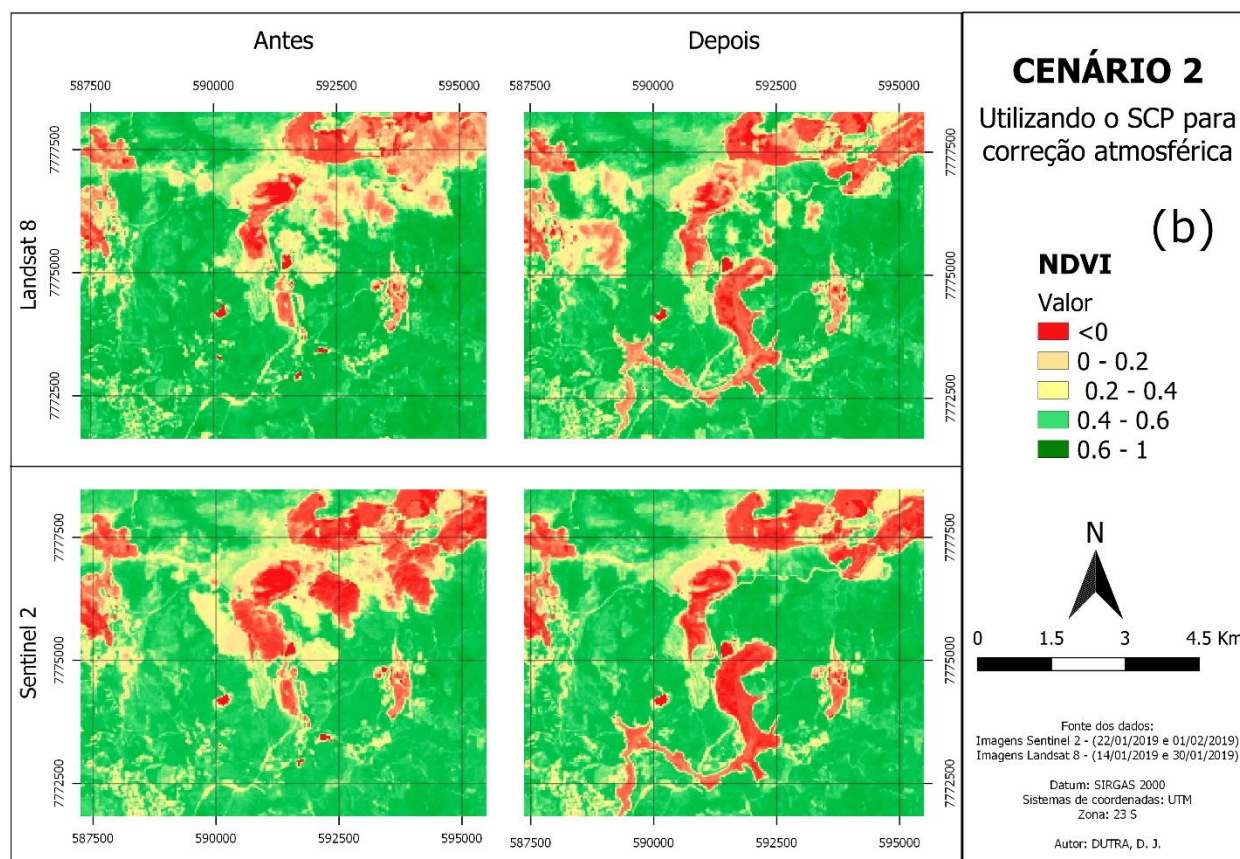 Antes
Depois
587500 590000 592500 595000
587500 590000 592500 595000
Landsat 8
7777500
7775000
7772500
7777500
7775000
7772500
Sentinel 2
7777500
7775000
7772500
7777500
7775000
7772500
587500 590000 592500 595000
587500 590000 592500 595000
CENÁRIO 2
Utilizando o SCP para
correção atmosférica
(b)
NDVI
Valor
<0
0 - 0.2
0.2 - 0.4
0.4 - 0.6
0.6 - 1
N
0 1.5 3 4.5 Km
Fonte dos dados:
Imagens Sentinel 2 - (22/01/2019 e 01/02/2019)
Imagens Landsat 8 - (14/01/2019 e 30/01/2019)
Datum: SIRGAS 2000
Sistemas de coordenadas: UTM
Zona: 23 S
Autor: DUTRA, D. J.